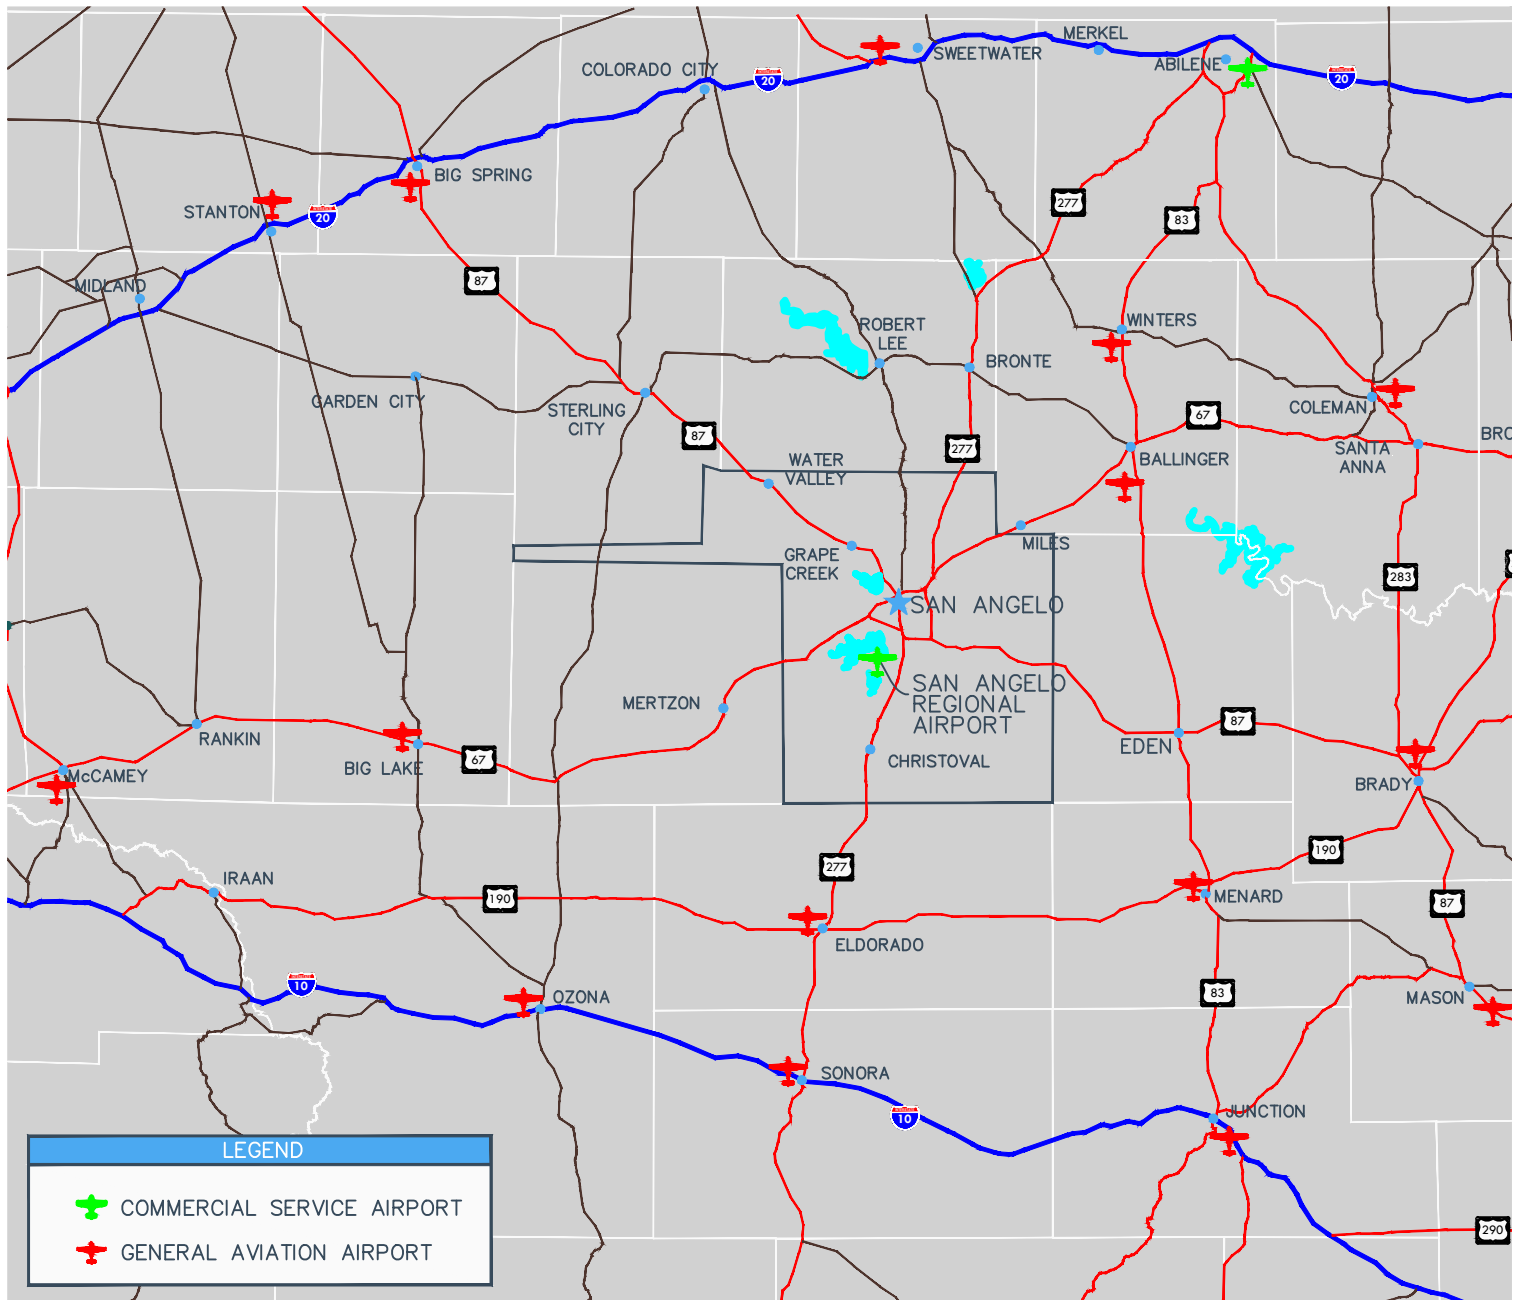 MERKEL
SWEETWATER
ABILENE
COLORADO CITY
20
20
BIG SPRING
STANTON
20
277
83
87
MIDLAND
ROBERT
LEE
WINTERS
BRONTE
GARDEN CITY
STERLING
CITY
COLEMAN
67
87
277
BALLINGER
SANTA
ANNA
BRO
WATER
VALLEY
MILES
GRAPE
CREEK
283
SAN ANGELO
SAN ANGELO
REGIONAL
AIRPORT
MERTZON
87
EDEN
RANKIN
BIG LAKE
67
CHRISTOVAL
McCAMEY
BRADY
190
277
IRAAN
190
MENARD
87
ELDORADO
10
OZONA
83
MASON
SONORA
10
JUNCTION
290
LEGEND
COMMERCIAL SERVICE AIRPORT
GENERAL AVIATION AIRPORT